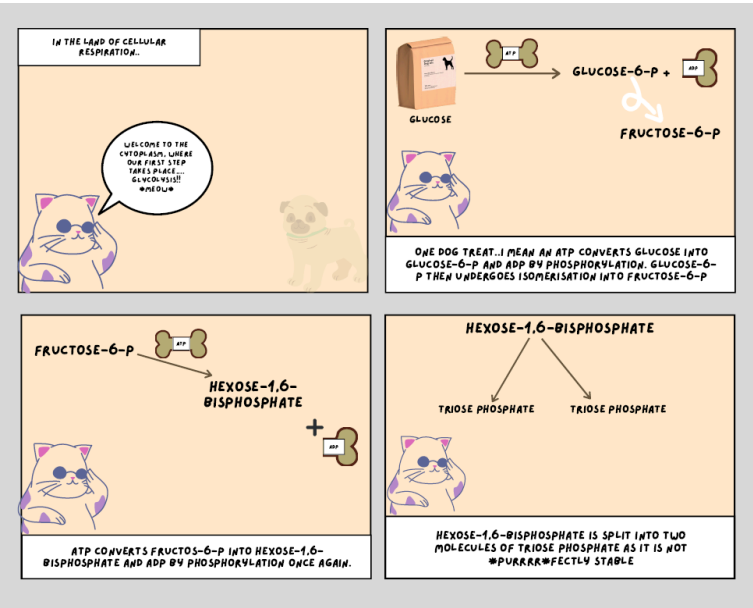 IN THE LAND OF CELLULAR
RESPIRATION..
WELCOME TO THE
CYTOPLASM, WHERE
OUR FIRST STEP
TAKES PLACE....
GLYCOLYSIS!!
*MEOW*
ATP
GLUCOSE-6-P +
ADP
GLUCOSE
FRUCTOSE-6-P
ONE DOG TREAT..I MEAN AN ATP CONVERTS GLUCOSE INTO
GLUCOSE-6-P AND ADP BY PHOSPHORYLATION. GLUCOSE-6-
P THEN UNDERGOES ISOMERISATION INTO FRUCTOSE-6-P
FRUCTOSE-6-P
ATP
HEXOSE-1,6-
BISPHOSPHATE
+
ADP
ATP CONVERTS FRUCTOS-6-P INTO HEXOSE-1,6-
BISPHOSPHATE AND ADP BY PHOSPHORYLATION ONCE AGAIN.
HEXOSE-1,6-BISPHOSPHATE
TRIOSE PHOSPHATE TRIOSE PHOSPHATE
HEXOSE-1,6-BISPHOSPHATE IS SPLIT INTO TWO
MOLECULES OF TRIOSE PHOSPHATE AS IT IS NOT
*PURRRR*FECTLY STABLE